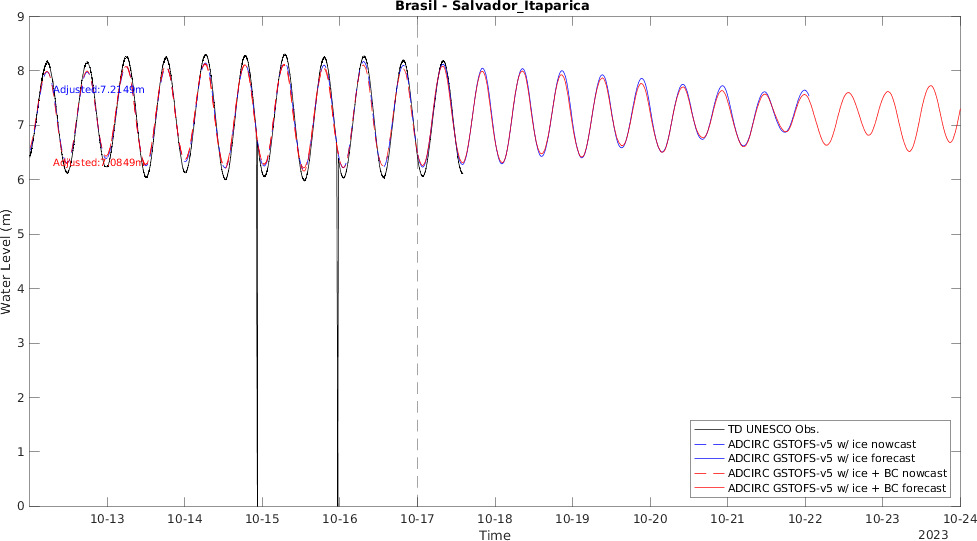 Brasil - Salvador_Itaparica
9
8
7
6
5
4
3
2
1
0
Water Level (m)
Adjusted:7.2149m
Adjusted:7.0849m
TD UNESCO Obs.
ADCIRC GSTOFS-v5 w/ ice nowcast
ADCIRC GSTOFS-v5 w/ ice forecast
ADCIRC GSTOFS-v5 w/ ice + BC nowcast
ADCIRC GSTOFS-v5 w/ ice + BC forecast
10-13 10-14 10-15 10-16 10-17 10-18 10-19 10-20 10-21 10-22 10-23 10-24
Time
2023